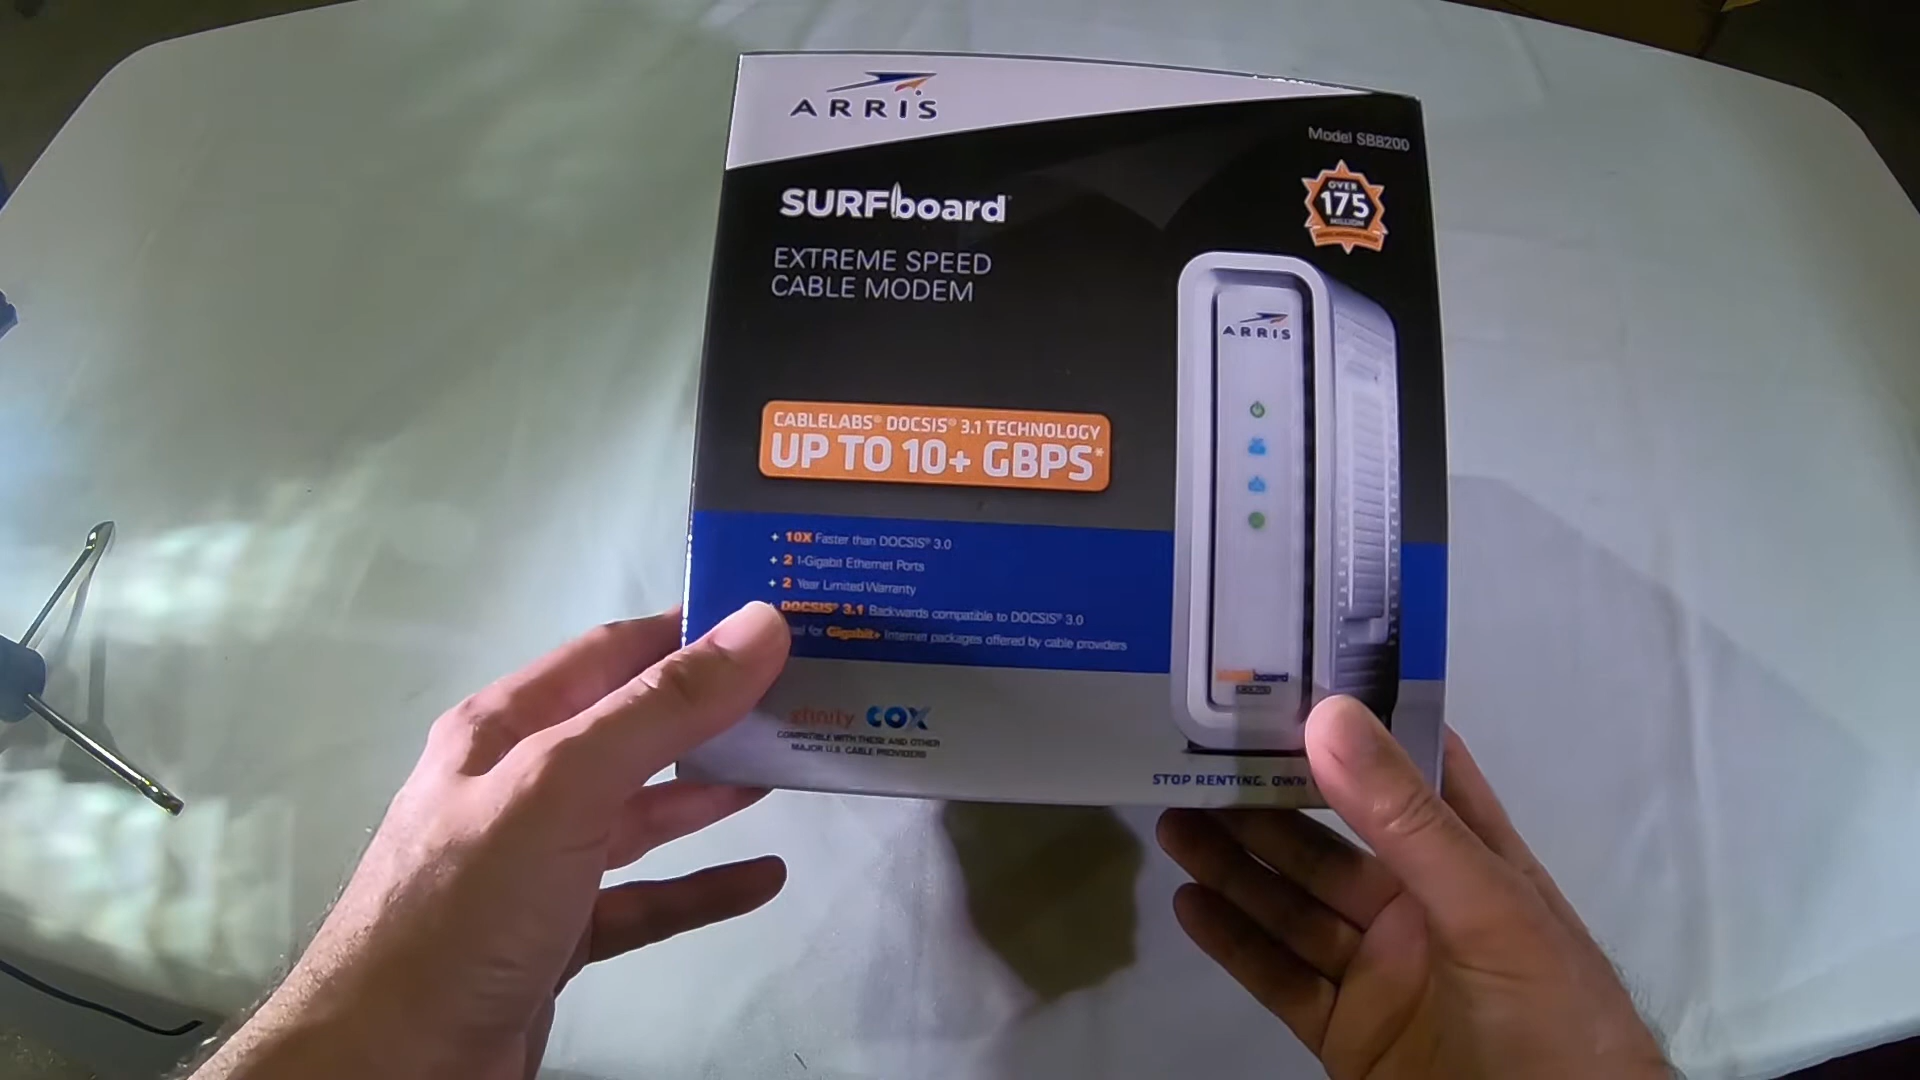 ARRIS
Model SB8200
OVER
175
MILLION
SURFboard
EXTREME SPEED
CABLE MODEM
ARRIS
CABLELABS® DOCSIS® 3.1 TECHNOLOGY
UP TO 10+ GBPS*
+ 10X Faster than DOCSIS® 3.0
+ 2 1-Gigabit Ethernet Ports
+ 2 Year Limited Warranty
DOCSIS® 3.1 Backwards compatible to DOCSIS® 3.0
for Gigabit+ Internet packages offered by cable providers
board
xfinity COX
COMPATIBLE WITH THESE AND OTHER
MAJOR U.S. CABLE PROVIDERS
STOP RENTING. OWN